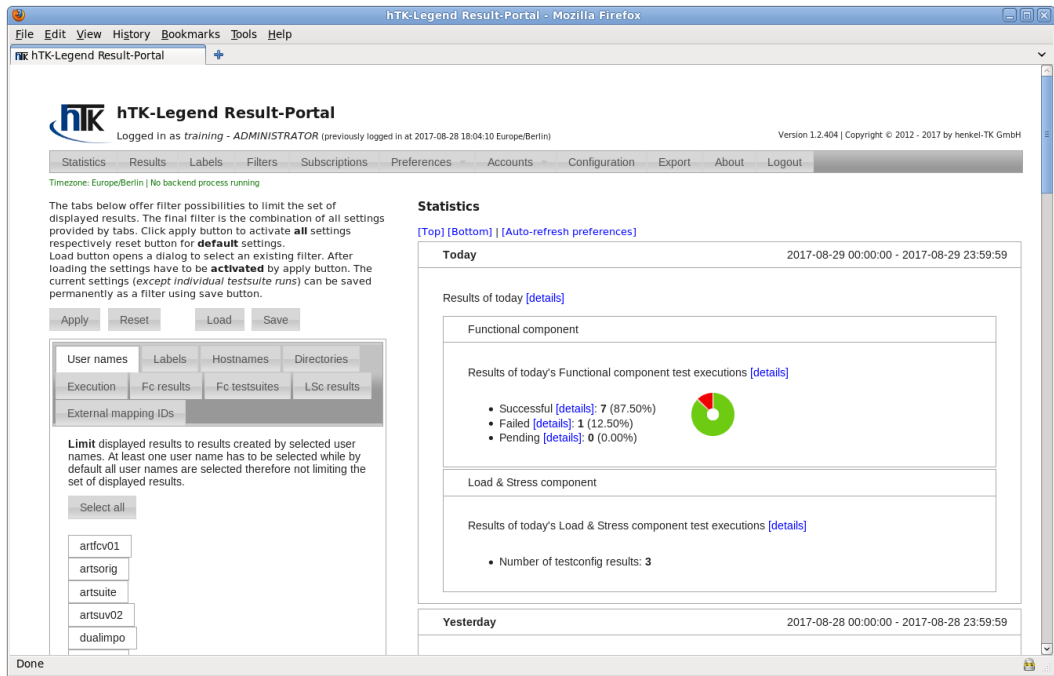 hTK-Legend Result-Portal - Mozilla Firefox
File Edit View History Bookmarks Tools Help
hTK hTK-Legend Result-Portal
hTK
hTK-Legend Result-Portal
Logged in as training - ADMINISTRATOR (previously logged in at 2017-08-28 18:04:10 Europe/Berlin)
Version 1.2.404 | Copyright © 2012 - 2017 by henkel-TK GmbH
Statistics Results Labels Filters Subscriptions Preferences Accounts Configuration Export About Logout
Timezone: Europe/Berlin | No backend process running
The tabs below offer filter possibilities to limit the set of
displayed results. The final filter is the combination of all settings
provided by tabs. Click apply button to activate all settings
respectively reset button for default settings.
Load button opens a dialog to select an existing filter. After
loading the settings have to be activated by apply button. The
current settings (except individual testsuite runs) can be saved
permanently as a filter using save button.
Apply Reset Load Save
User names Labels Hostnames Directories
Execution Fc results Fc testsuites LSc results
External mapping IDs
Limit displayed results to results created by selected user
names. At least one user name has to be selected while by
default all user names are selected therefore not limiting the
set of displayed results.
Select all
artfcv01
artsorig
artsuite
artsuv02
dualimpo
Statistics
[Top] [Bottom] | [Auto-refresh preferences]
Today 2017-08-29 00:00:00 - 2017-08-29 23:59:59
Results of today [details]
Functional component
Results of today's Functional component test executions [details]
• Successful [details]: 7 (87.50%)
• Failed [details]: 1 (12.50%)
• Pending [details]: 0 (0.00%)
Load & Stress component
Results of today's Load & Stress component test executions [details]
• Number of testconfig results: 3
Yesterday 2017-08-28 00:00:00 - 2017-08-28 23:59:59
Done